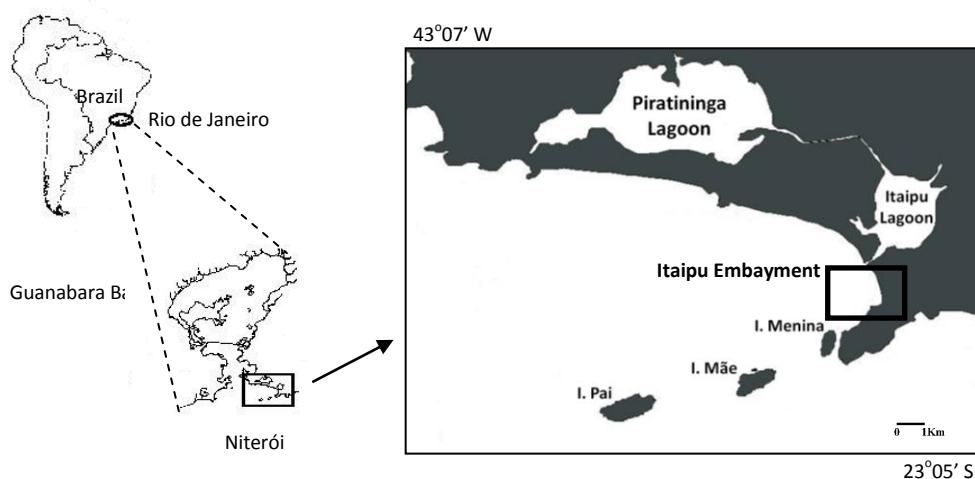 43°07' W
Brazil
Rio de Janeiro
Guanabara Ba
Niterói
Piratininga
Lagoon
Itaipu
Lagoon
Itaipu Embayment
I. Menina
I. Mãe
I. Pai
0 1Km
23°05' S